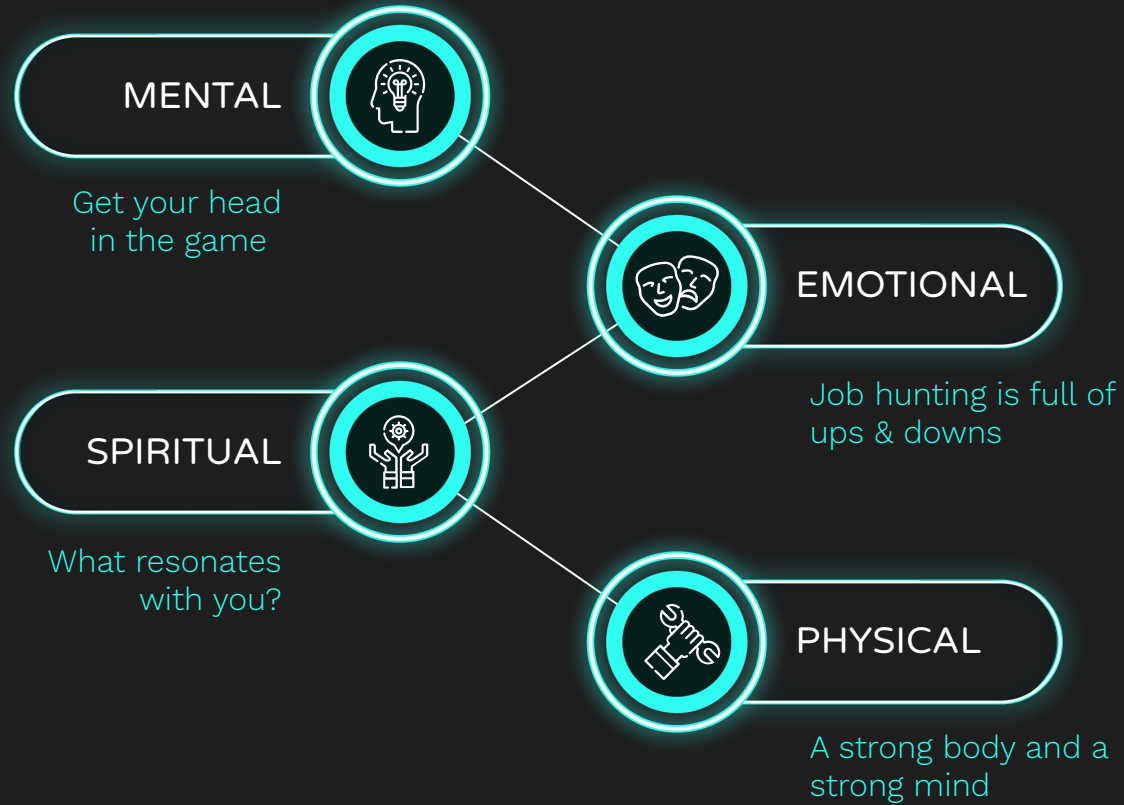 MENTAL
Get your head
in the game
EMOTIONAL
Job hunting is full of
ups & downs
SPIRITUAL
What resonates
with you?
PHYSICAL
A strong body and a
strong mind